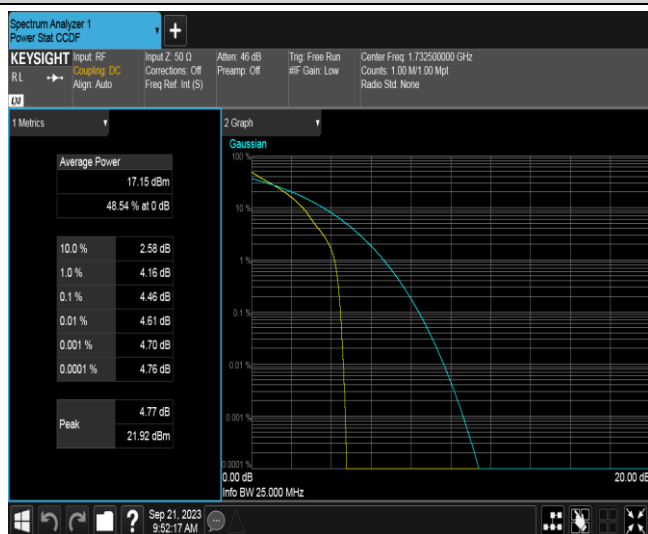 Spectrum Analyzer 1
Power Stat CCDF
+
KEYSIGHT
RL
LXI
Input: RF
Coupling: DC
Align: Auto
Input Z: 50 Ω
Corrections: Off
Freq Ref: Int (S)
Atten: 46 dB
Preamp: Off
Trig: Free Run
#IF Gain: Low
Center Freq: 1.732500000 GHz
Counts: 1.00 M/1.00 Mpt
Radio Std: None
1 Metrics
Average Power
17.15 dBm
48.54 % at 0 dB
10.0 % 2.58 dB
1.0 % 4.16 dB
0.1 % 4.46 dB
0.01 % 4.61 dB
0.001 % 4.70 dB
0.0001 % 4.76 dB
Peak
4.77 dB
21.92 dBm
2 Graph
Gaussian
100 %
10 %
1 %
0.1 %
0.01 %
0.001 %
0.0001 %
0.00 dB 20.00 dB
Info BW 25.000 MHz
?
Sep 21, 2023
9:52:17 AM